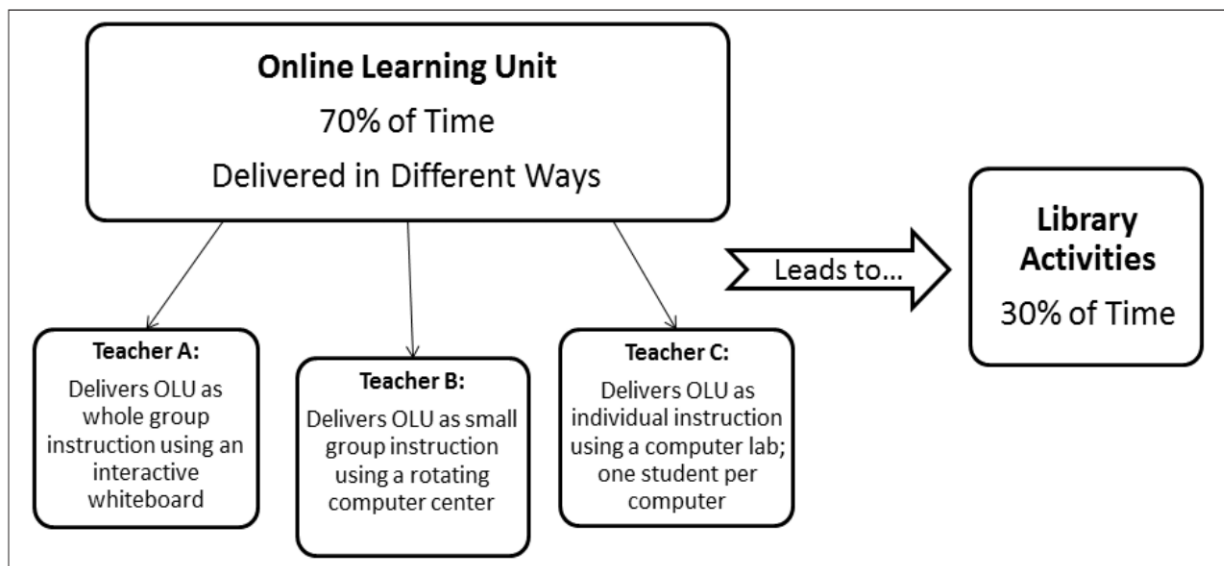 Online Learning Unit
70% of Time
Delivered in Different Ways
Teacher A:
Delivers OLU as
whole group
instruction using an
interactive
whiteboard
Teacher B:
Delivers OLU as small
group instruction
using a rotating
computer center
Teacher C:
Delivers OLU as
individual instruction
using a computer lab;
one student per
computer
Leads to...
Library
Activities
30% of Time